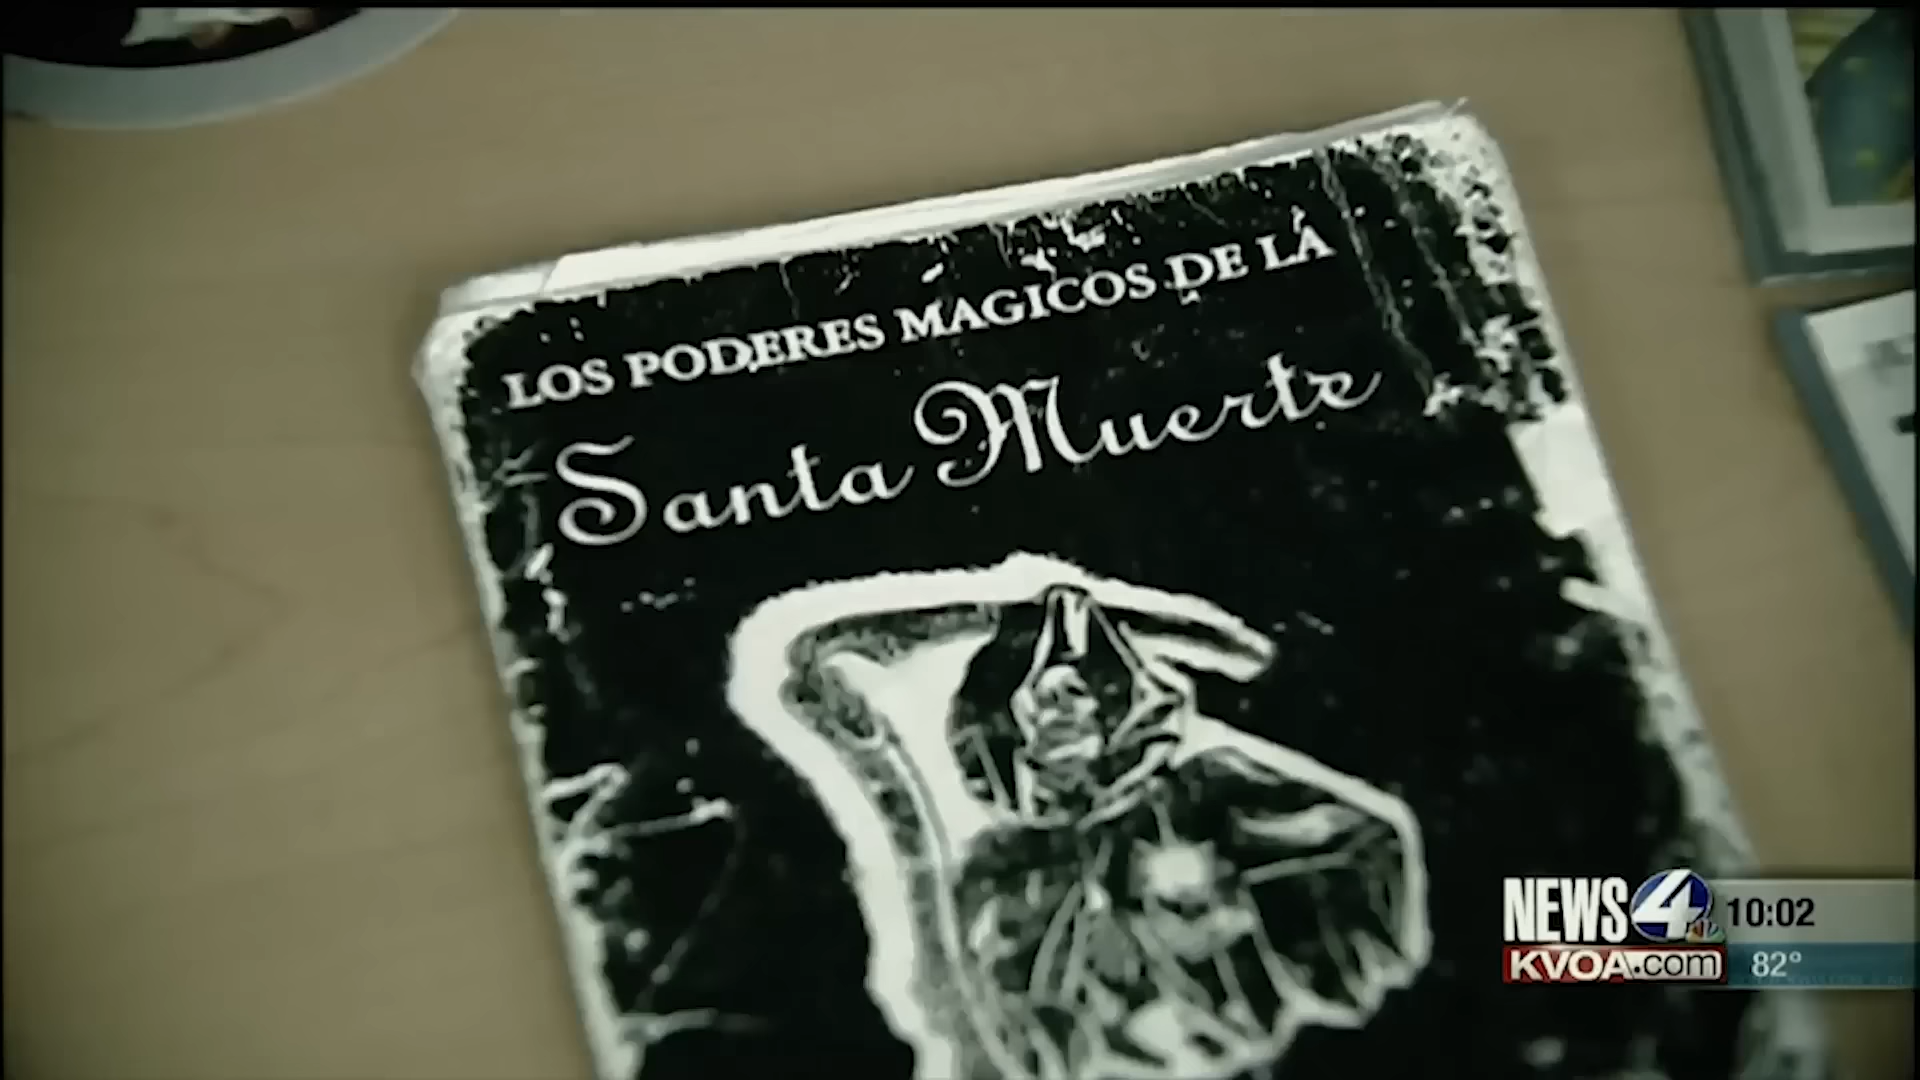 LOS PODERES MAGICOS DE LA
Santa Muerte
NEWS 4
10:02
KVOA.com
82°